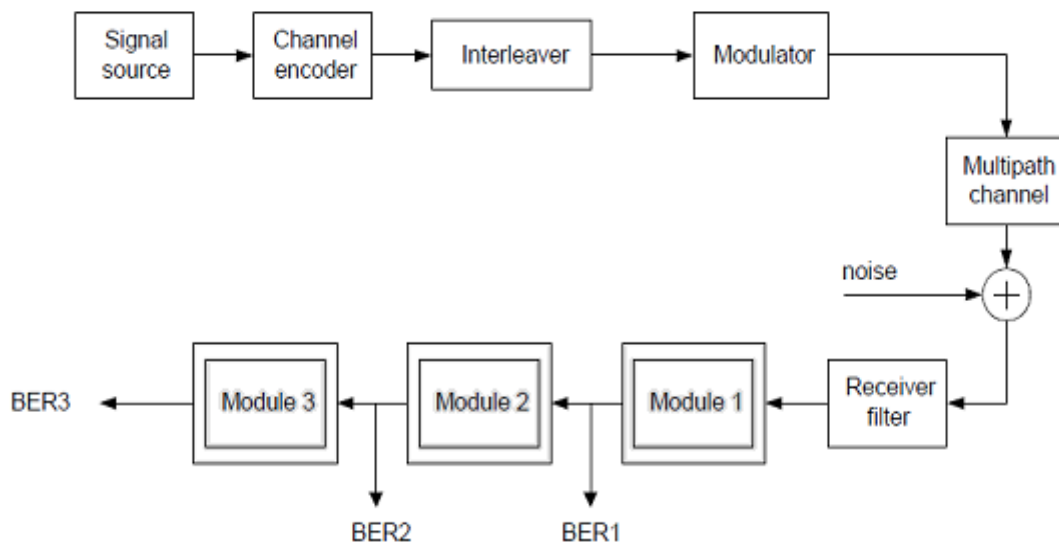 Signal
source
Channel
encoder
Interleaver
Modulator
Multipath
channel
noise
+
Receiver
filter
Module 1
Module 2
Module 3
BER3
BER2
BER1